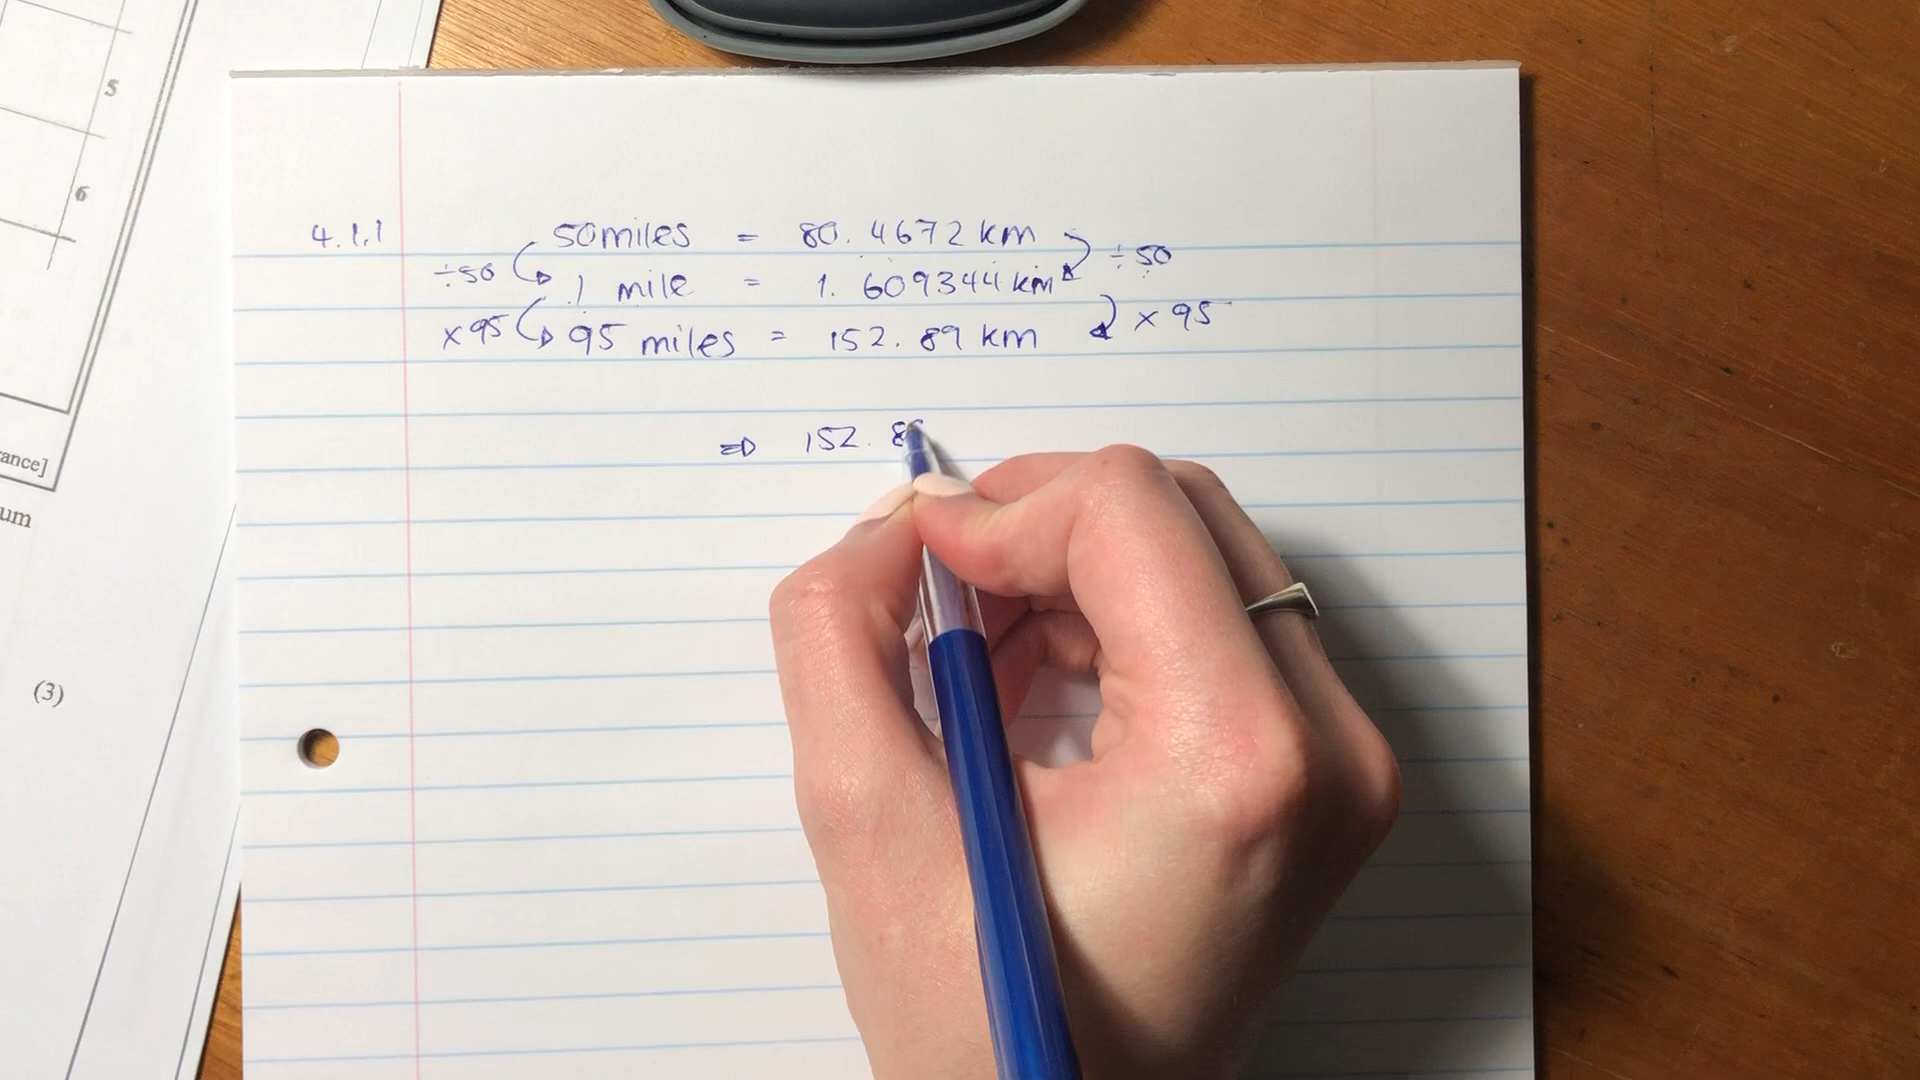 5
6
ance]
um
(3)
4.1.1 50miles = 80.4672 km
÷50 1 mile = 1.609344 km ÷50
×95 95 miles = 152.89 km × 95
⇒ 152.8